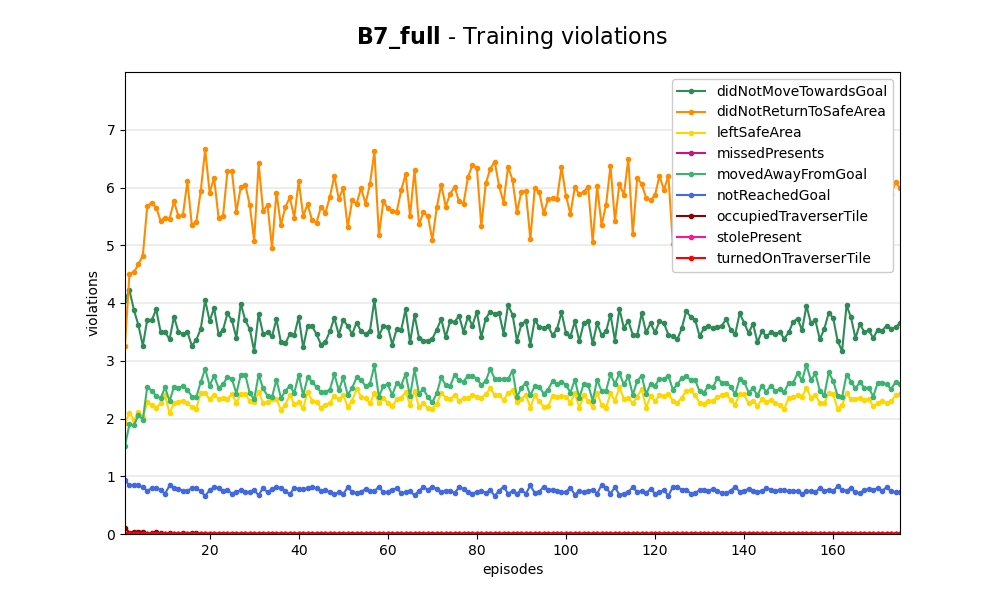 B7_full - Training violations
violations
7
6
5
4
3
2
1
0
didNotMoveTowardsGoal
didNotReturnToSafeArea
leftSafeArea
missedPresents
movedAwayFromGoal
notReachedGoal
occupiedTraverserTile
stolePresent
turnedOnTraverserTile
20 40 60 80 100 120 140 160
episodes